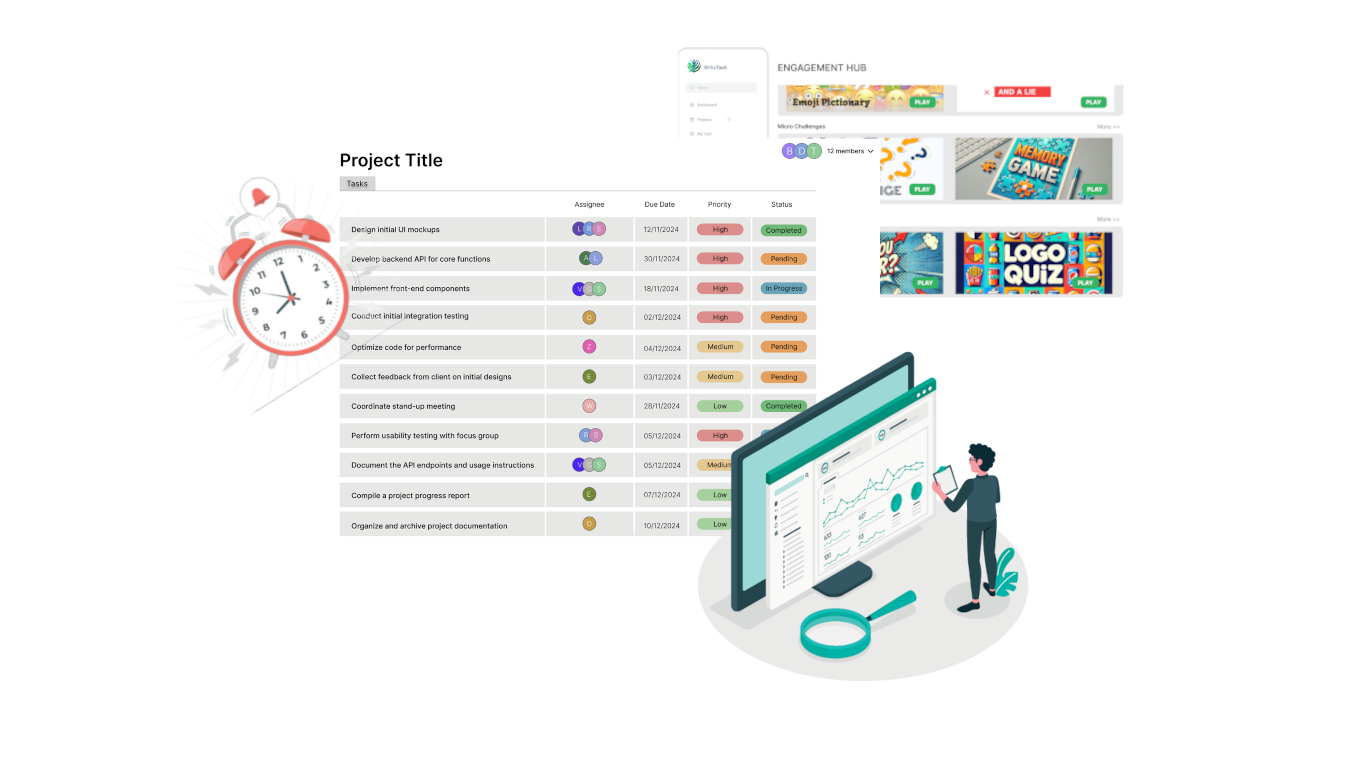 ENGAGEMENT HUB
Dashboard
Projects
My Task
Emoji Pictionary
PLAY
AND A LIE
PLAY
Micro Challenges
More >>
MEMORY GAME
PLAY
PLAY
More >>
LOGO QUIZ
PLAY
PLAY
Project Title
B D T 12 members
Tasks
Assignee Due Date Priority Status
Design initial UI mockups L R S 12/11/2024 High Completed
Develop backend API for core functions A L 30/11/2024 High Pending
Implement front-end components V G S 18/11/2024 High In Progress
Conduct initial integration testing D 02/12/2024 High Pending
Optimize code for performance Z 04/12/2024 Medium Pending
Collect feedback from client on initial designs E 03/12/2024 Medium Pending
Coordinate stand-up meeting W 28/11/2024 Low Completed
Perform usability testing with focus group R S 05/12/2024 High
Document the API endpoints and usage instructions V G S 05/12/2024 Medium
Compile a project progress report E 07/12/2024 Low
Organize and archive project documentation D 10/12/2024 Low
12 1 2 3 4 5 6 7 8 9 10 11
633
627
120